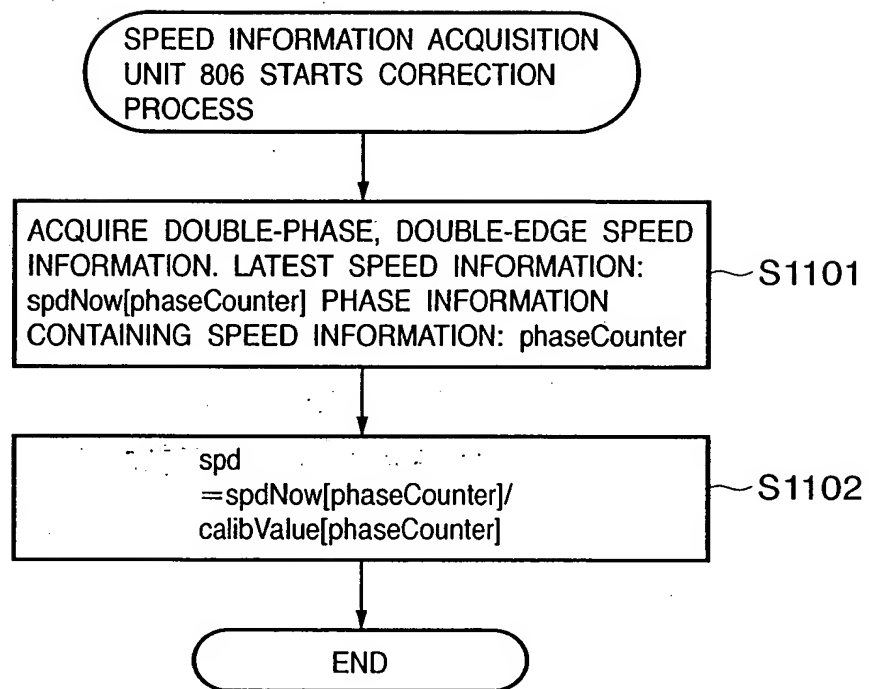 SPEED INFORMATION ACQUISITION
UNIT 806 STARTS CORRECTION
PROCESS
ACQUIRE DOUBLE-PHASE, DOUBLE-EDGE SPEED
INFORMATION. LATEST SPEED INFORMATION:
spdNow[phaseCounter] PHASE INFORMATION
CONTAINING SPEED INFORMATION: phaseCounter
S1101
spd
=spdNow[phaseCounter]/
calibValue[phaseCounter]
S1102
END